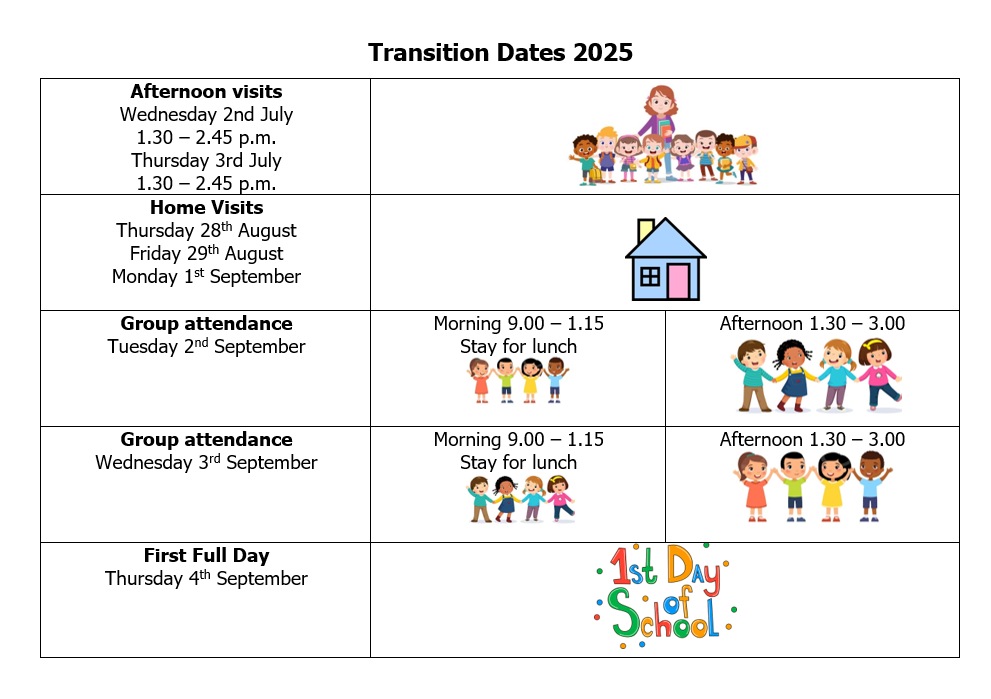 Transition Dates 2025
Afternoon visits
Wednesday 2nd July
1.30 – 2.45 p.m.
Thursday 3rd July
1.30 – 2.45 p.m.
Home Visits
Thursday 28th August
Friday 29th August
Monday 1st September
Group attendance
Tuesday 2nd September
Morning 9.00 – 1.15
Stay for lunch
Afternoon 1.30 – 3.00
Group attendance
Wednesday 3rd September
Morning 9.00 – 1.15
Stay for lunch
Afternoon 1.30 – 3.00
First Full Day
Thursday 4th September
1st Day
of
School